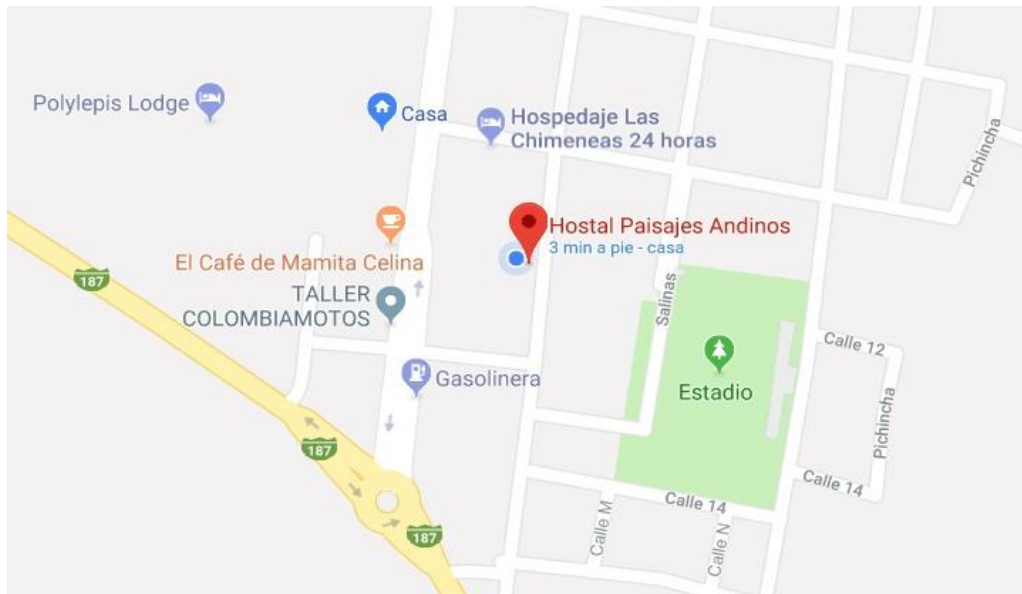 Polylepis Lodge
Casa
Hospedaje Las
Chimeneas 24 horas
Pichincha
Hostal Paisajes Andinos
3 min a pie - casa
El Café de Mamita Celina
187
TALLER
COLOMBIAMOTOS
Salinas
Calle 12
Gasolinera
Estadio
Pichincha
187
Calle 14
Calle 14
Calle M
Calle N
187